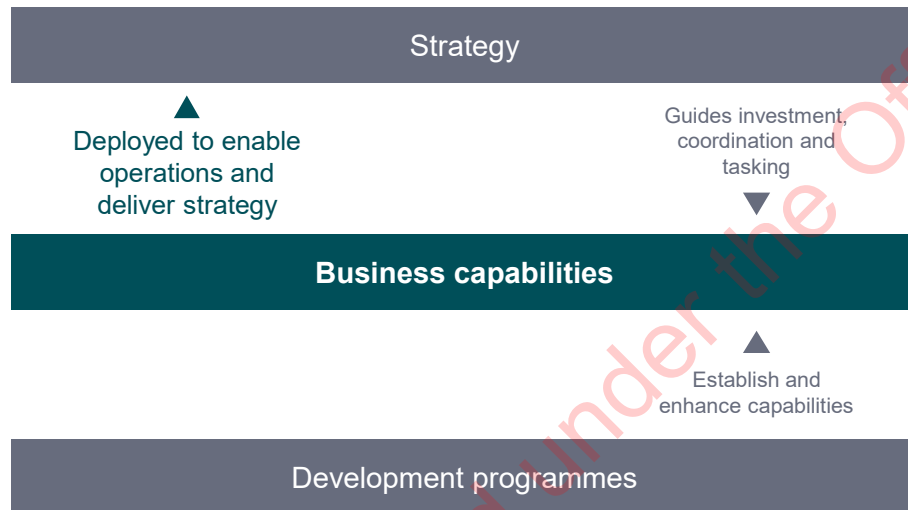 Strategy
Deployed to enable
operations and
deliver strategy
Guides investment,
coordination and
tasking
Business capabilities
Establish and
enhance capabilities
Development programmes
under the